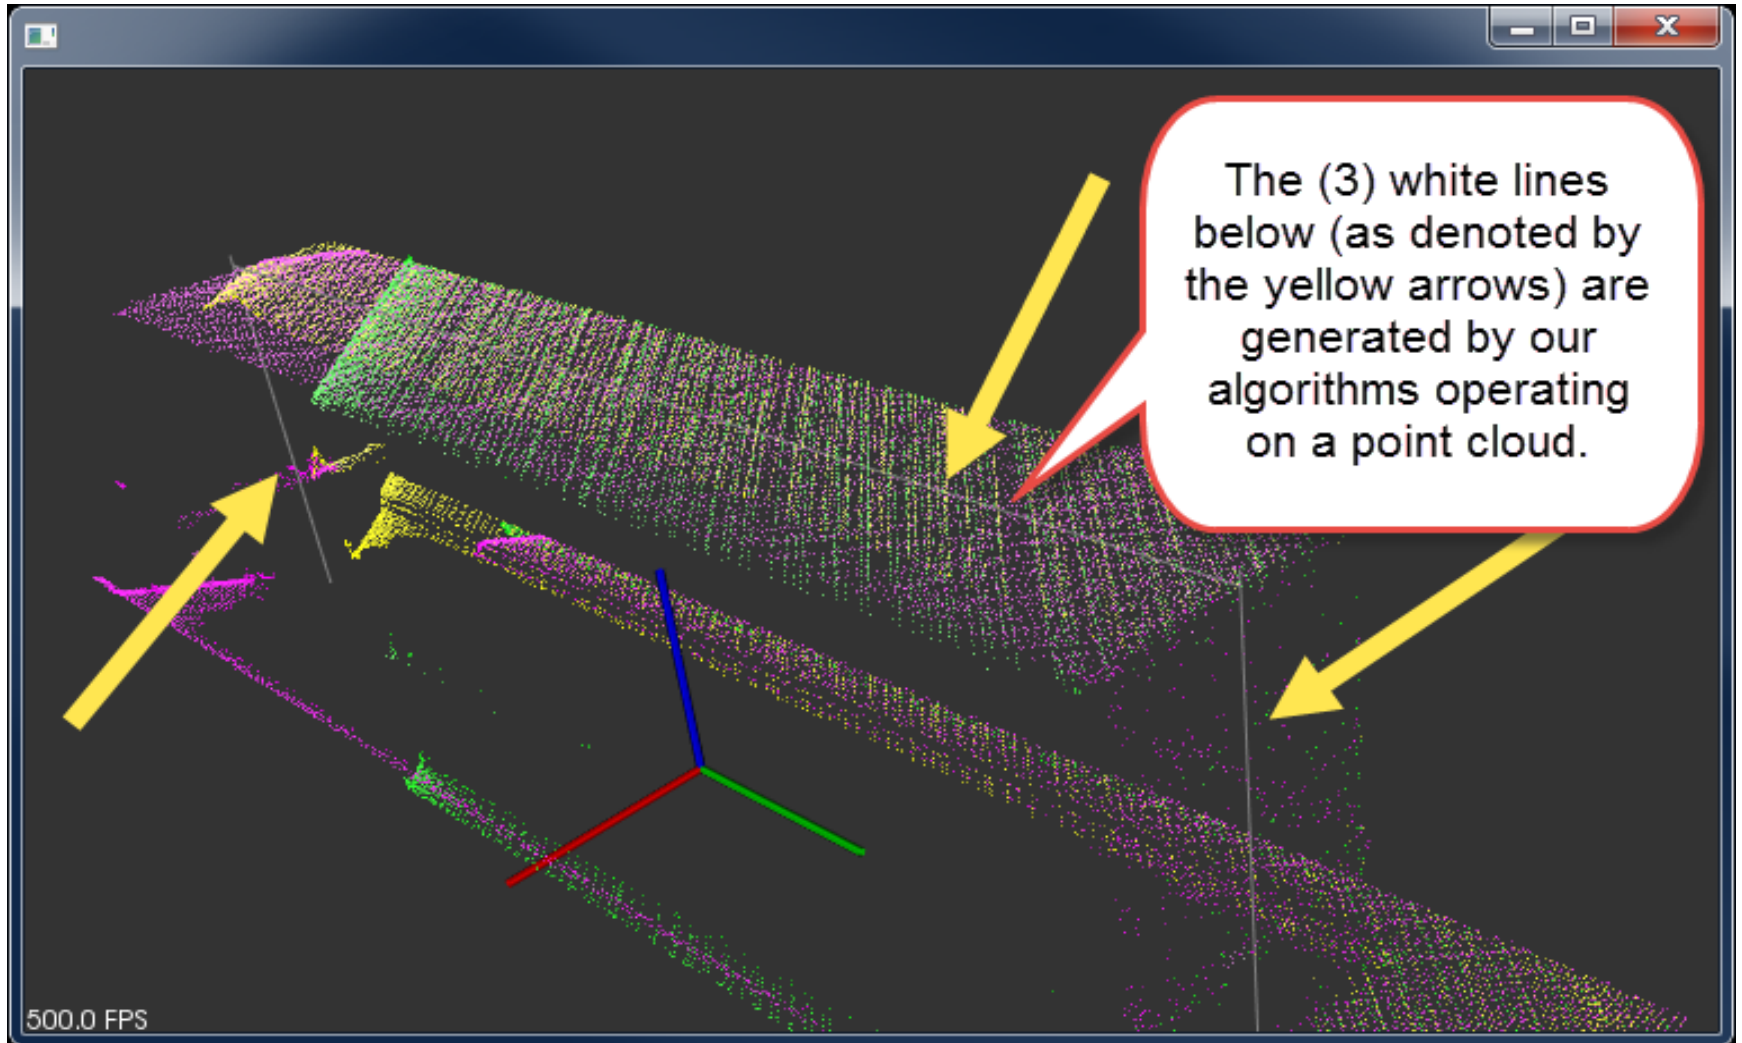 The (3) white lines
below (as denoted by
the yellow arrows) are
generated by our
algorithms operating
on a point cloud.
500.0 FPS